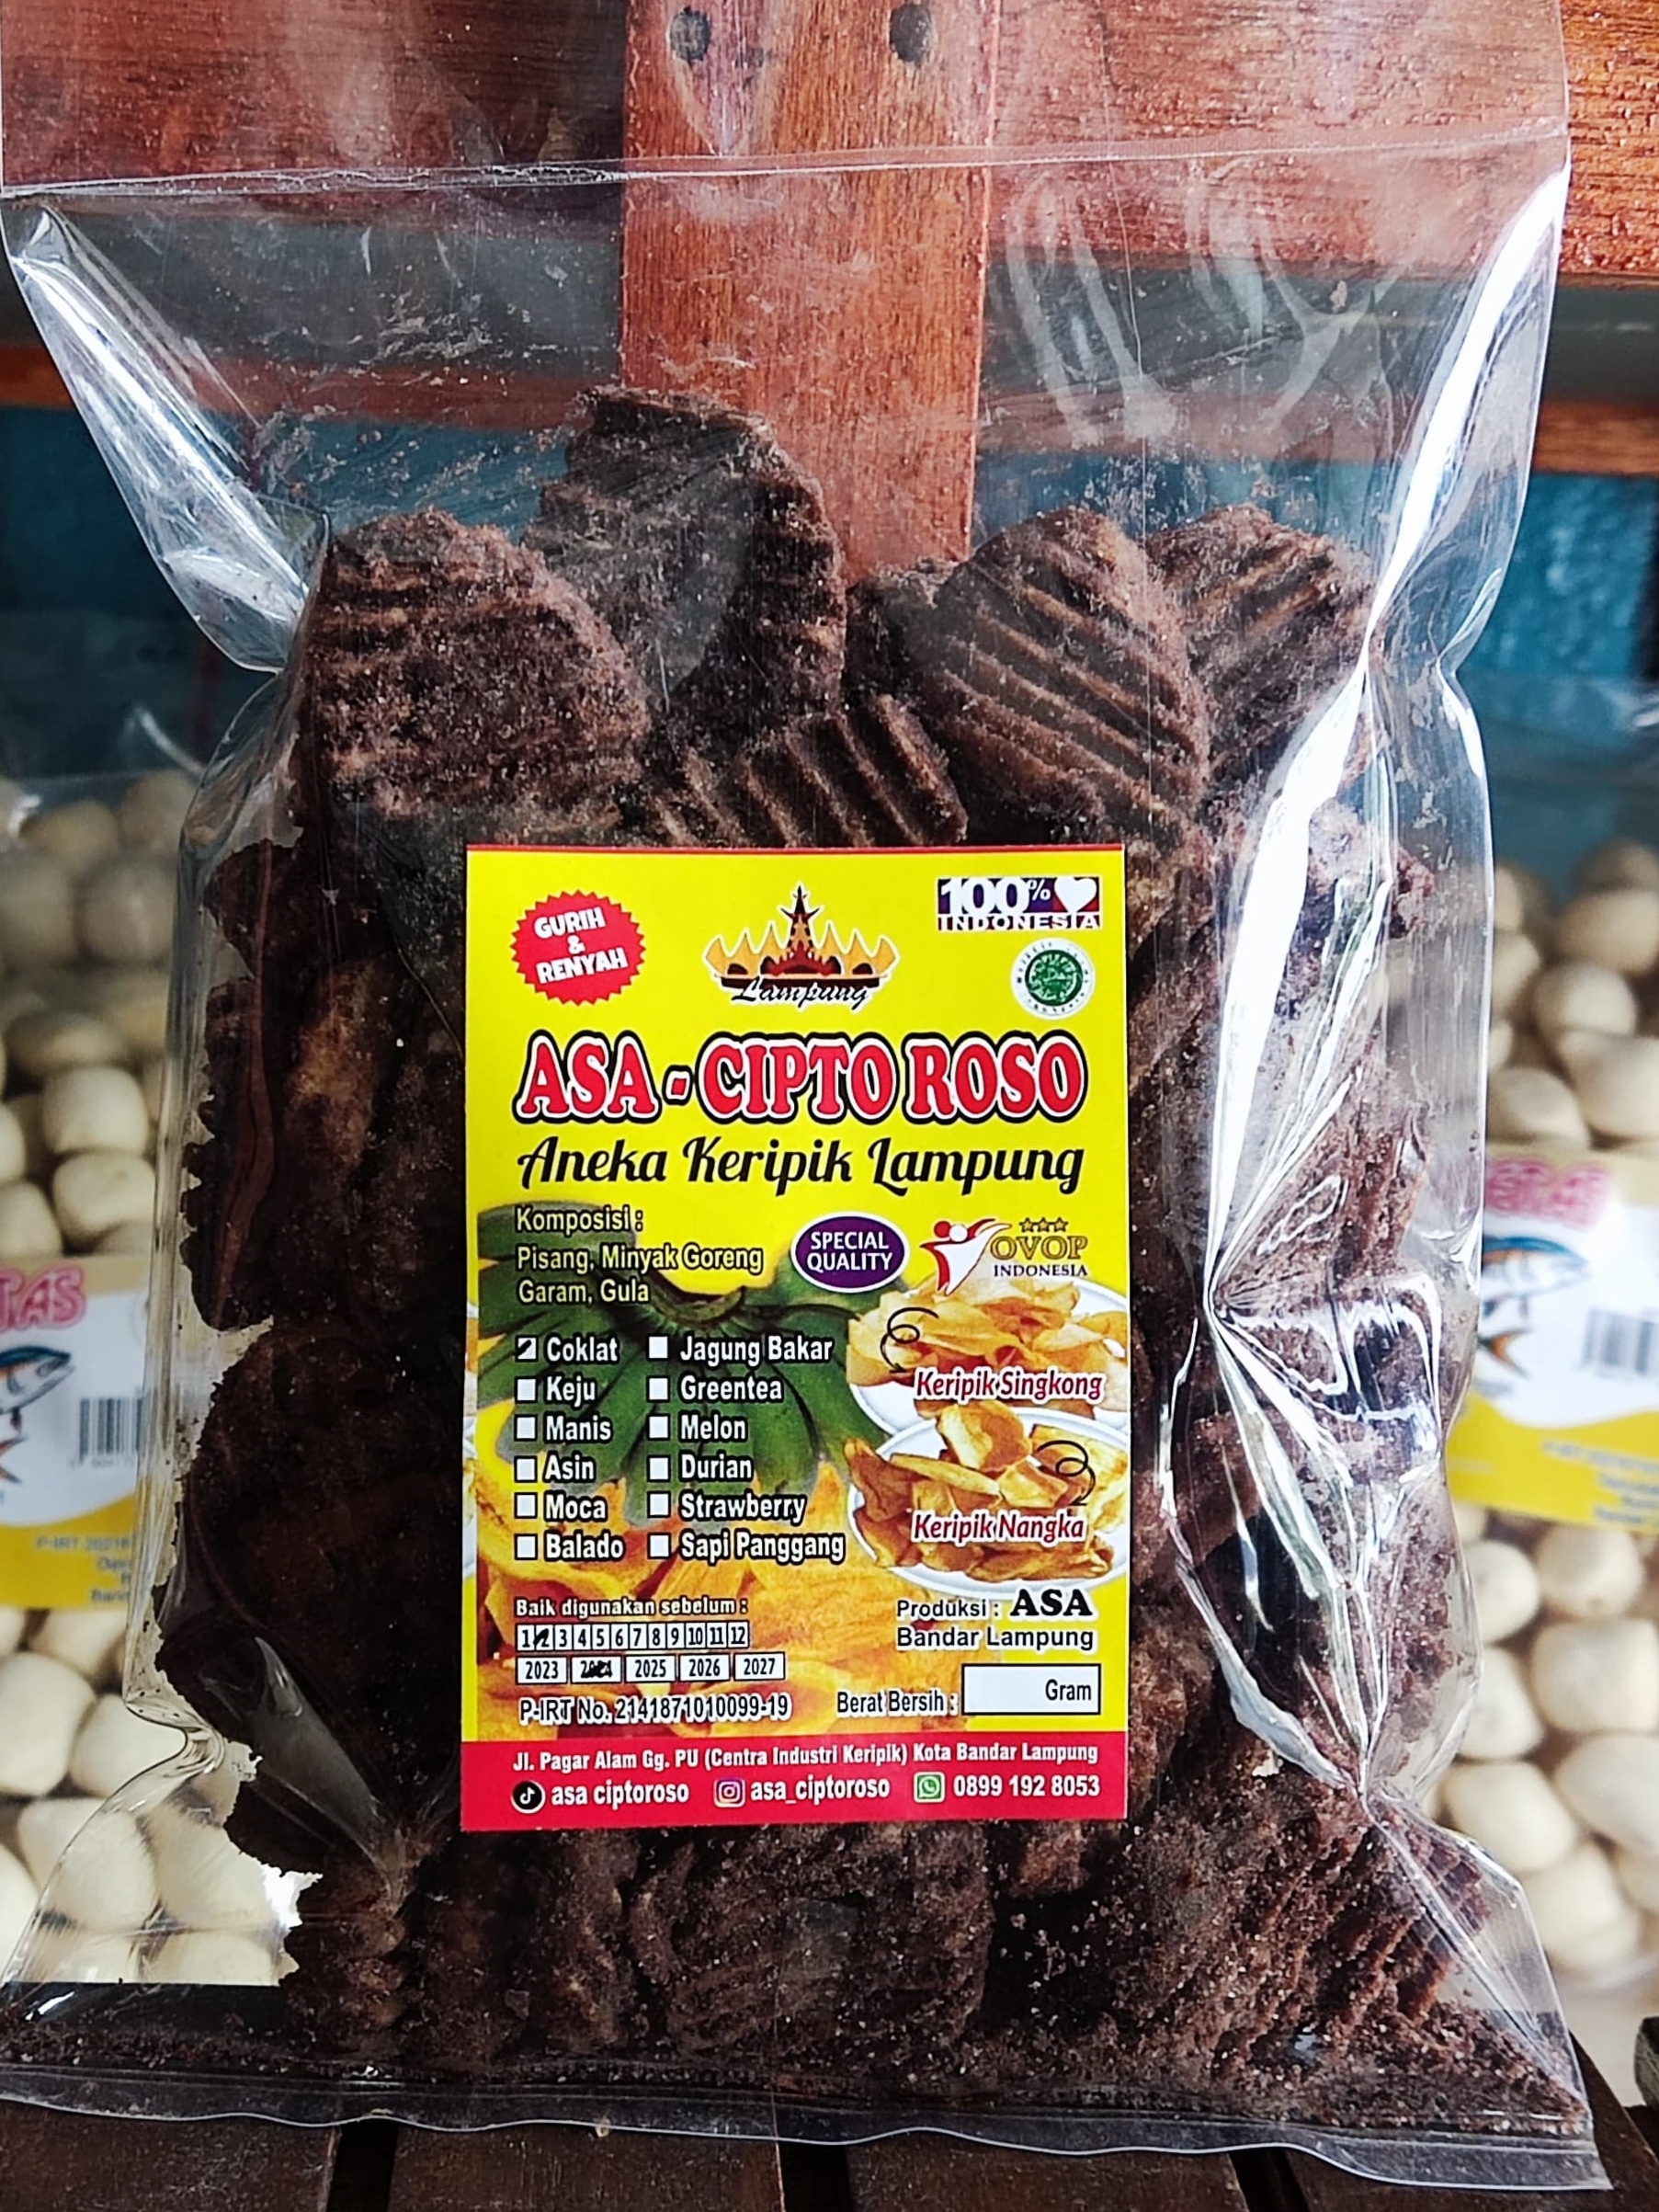 GURIH
&
RENYAH
Lampung
100%
INDONESIA
ASA - CIPTO ROSO
Aneka Keripik Lampung
Komposisi :
Pisang, Minyak Goreng
Garam, Gula
SPECIAL
QUALITY
OVOP
INDONESIA
Coklat
Keju
Manis
Asin
Moca
Balado
Jagung Bakar
Greentea
Melon
Durian
Strawberry
Sapi Panggang
Keripik Singkong
Keripik Nangka
Baik digunakan sebelum :
1 2 3 4 5 6 7 8 9 10 11 12
2023 2024 2025 2026 2027
P-IRT No. 2141871010099-19
Produksi : ASA
Bandar Lampung
Berat Bersih : Gram
Jl. Pagar Alam Gg. PU (Centra Industri Keripik) Kota Bandar Lampung
asa ciptoroso asa_ciptoroso 0899 192 8053